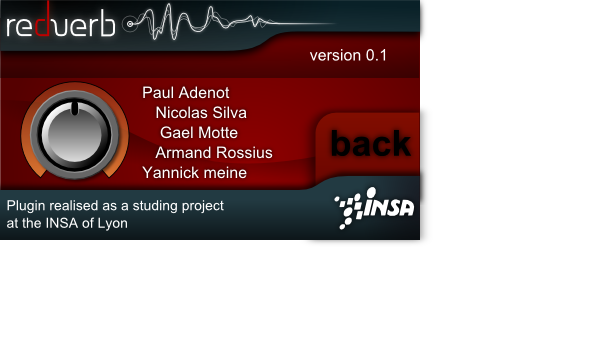 redverb
version 0.1
Paul Adenot
Nicolas Silva
Gael Motte
Armand Rossius
Yannick meine
back
Plugin realised as a studing project
at the INSA of Lyon
INSA